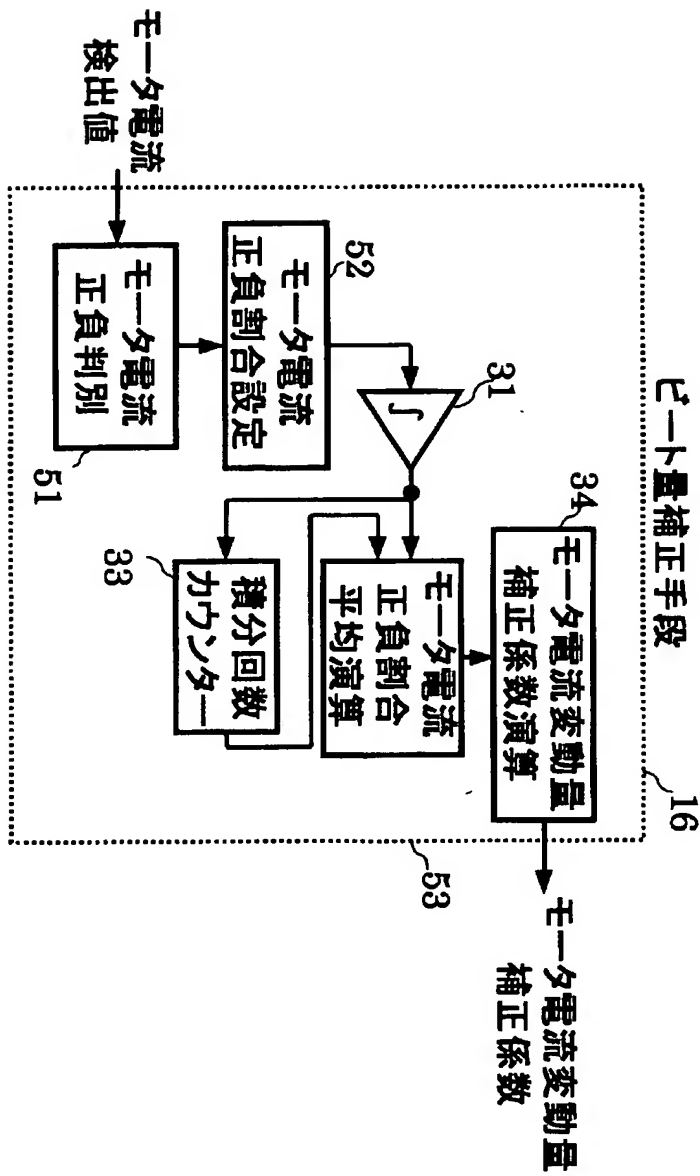 ビート量補正手段
16
モータ電流
検出値
モータ電流
正負判別
51
モータ電流
正負割合設定
52
∫
31
積分回数
カウンター
33
モータ電流
正負割合
平均演算
53
モータ電流変動量
補正係数演算
34
モータ電流変動量
補正係数